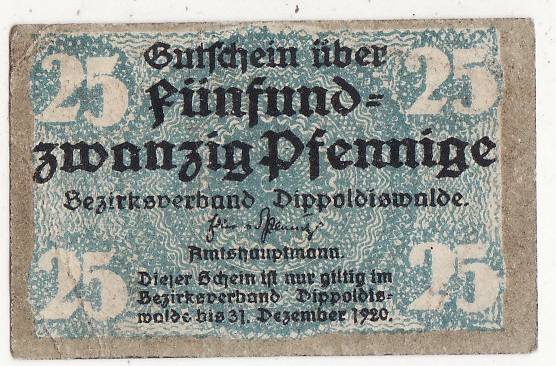 25 25
Gutschein über
Fünfund-
zwanzig Pfennige
Bezirksverband Dippoldiswalde.
Amtshauptmann.
Dieser Schein ist nur giltig im
Bezirksverband Dippoldis-
walde bis 31. Dezember 1920.
25 25